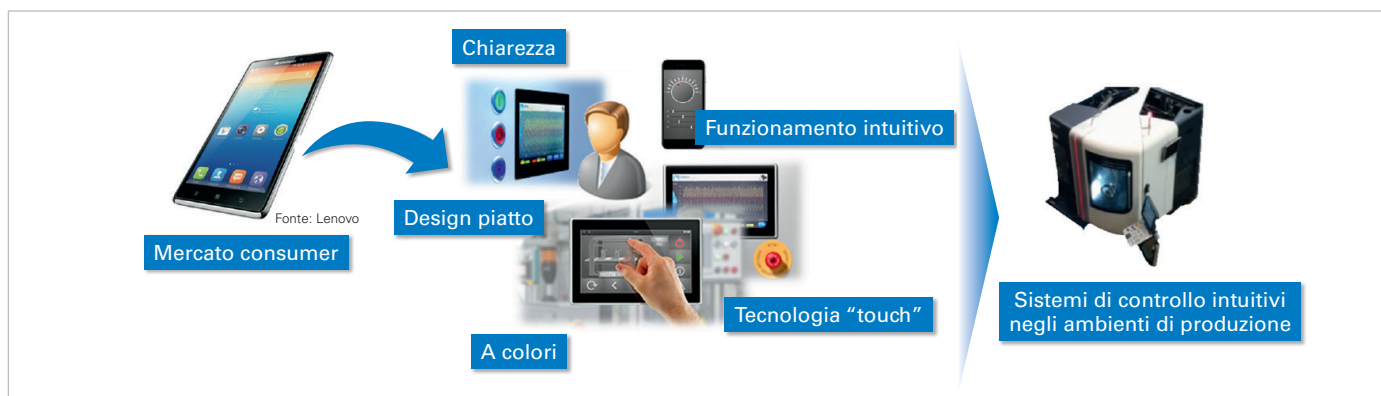 Chiarezza
Funzionamento intuitivo
Fonte: Lenovo
Design piatto
Mercato consumer
Tecnologia “touch”
A colori
Sistemi di controllo intuitivi
negli ambienti di produzione